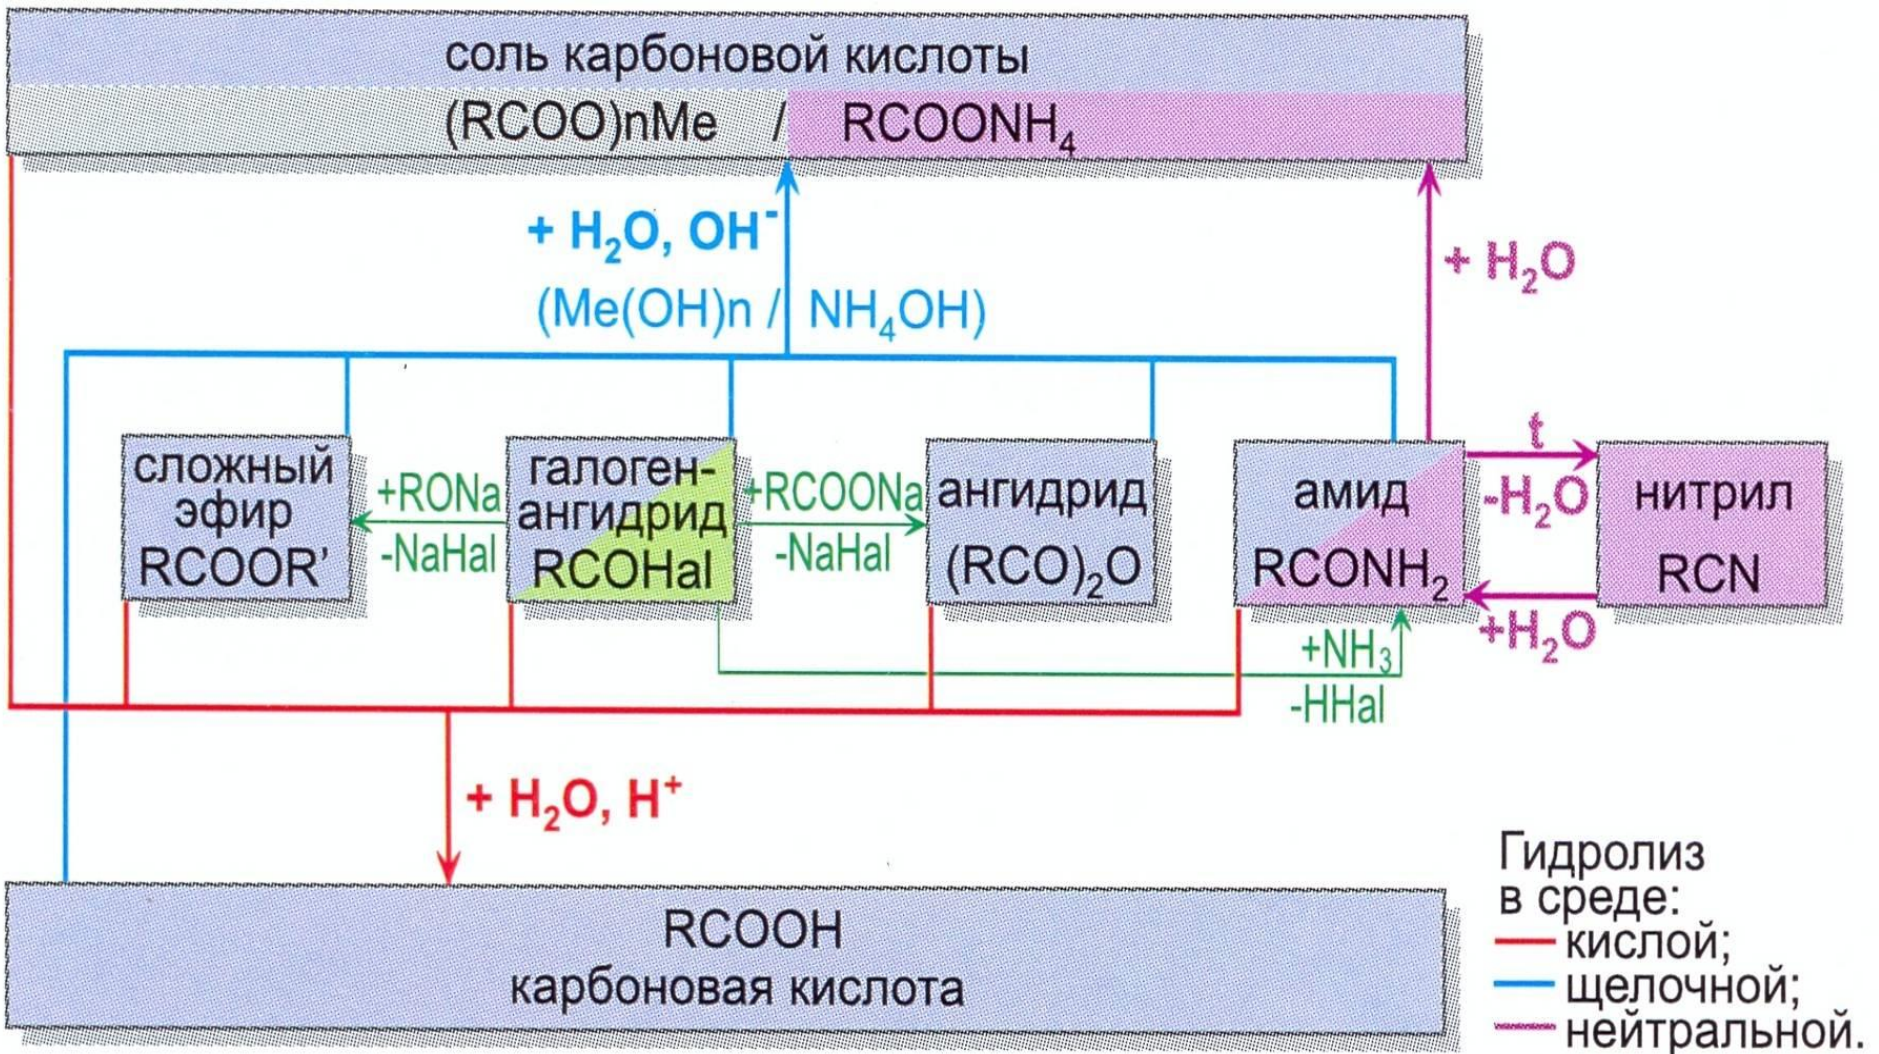 соль карбоновой кислоты
(RCOO)nMe / RCOONH₄
+ H₂O, OH⁻
(Me(OH)n / NH₄OH)
+ H₂O
сложный
эфир
RCOOR’
+RONa
-NaHal
галоген-
ангидрид
RCOHal
+RCOONa
-NaHal
ангидрид
(RCO)₂O
амид
RCONH₂
t
-H₂O
+H₂O
нитрил
RCN
+NH₃
-HHal
+ H₂O, H⁺
RCOOH
карбоновая кислота
Гидролиз
в среде:
кислой;
щелочной;
нейтральной.